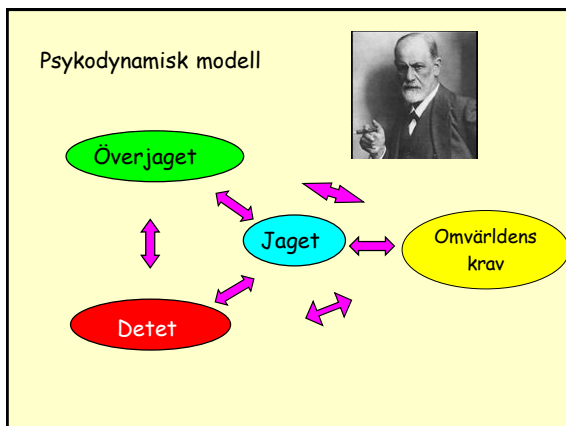 Psykodynamisk modell
Överjaget
Jaget
Omvärldens
krav
Detet